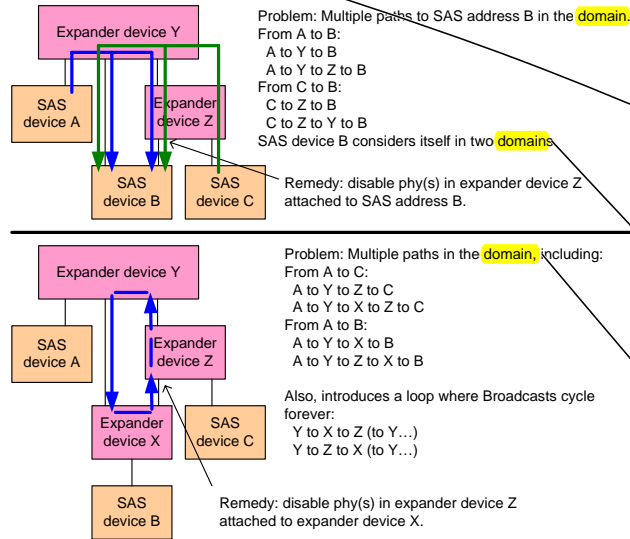 Expander device Y
SAS
device A
Expander
device Z
SAS
device B
SAS
device C
Problem: Multiple paths to SAS address B in the domain.
From A to B:
A to Y to B
A to Y to Z to B
From C to B:
C to Z to B
C to Z to Y to B
SAS device B considers itself in two domains
Remedy: disable phy(s) in expander device Z
attached to SAS address B.
Expander device Y
SAS
device A
Expander
device Z
Expander
device X
SAS
device C
SAS
device B
Problem: Multiple paths in the domain, including:
From A to C:
A to Y to Z to C
A to Y to X to Z to C
From A to B:
A to Y to X to B
A to Y to Z to X to B
Also, introduces a loop where Broadcasts cycle
forever:
Y to X to Z (to Y…)
Y to Z to X (to Y…)
Remedy: disable phy(s) in expander device Z
attached to expander device X.